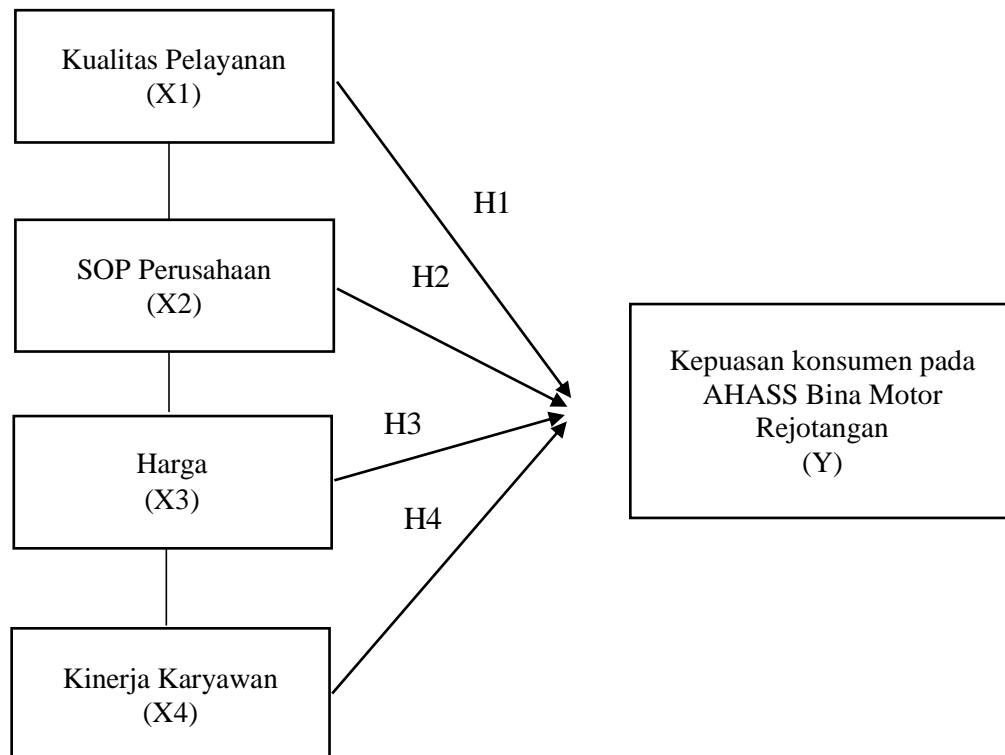 Kualitas Pelayanan
(X1)
H1
SOP Perusahaan
(X2)
H2
Kepuasan konsumen pada
AHASS Bina Motor
Rejotangan
(Y)
Harga
(X3)
H3
H4
Kinerja Karyawan
(X4)